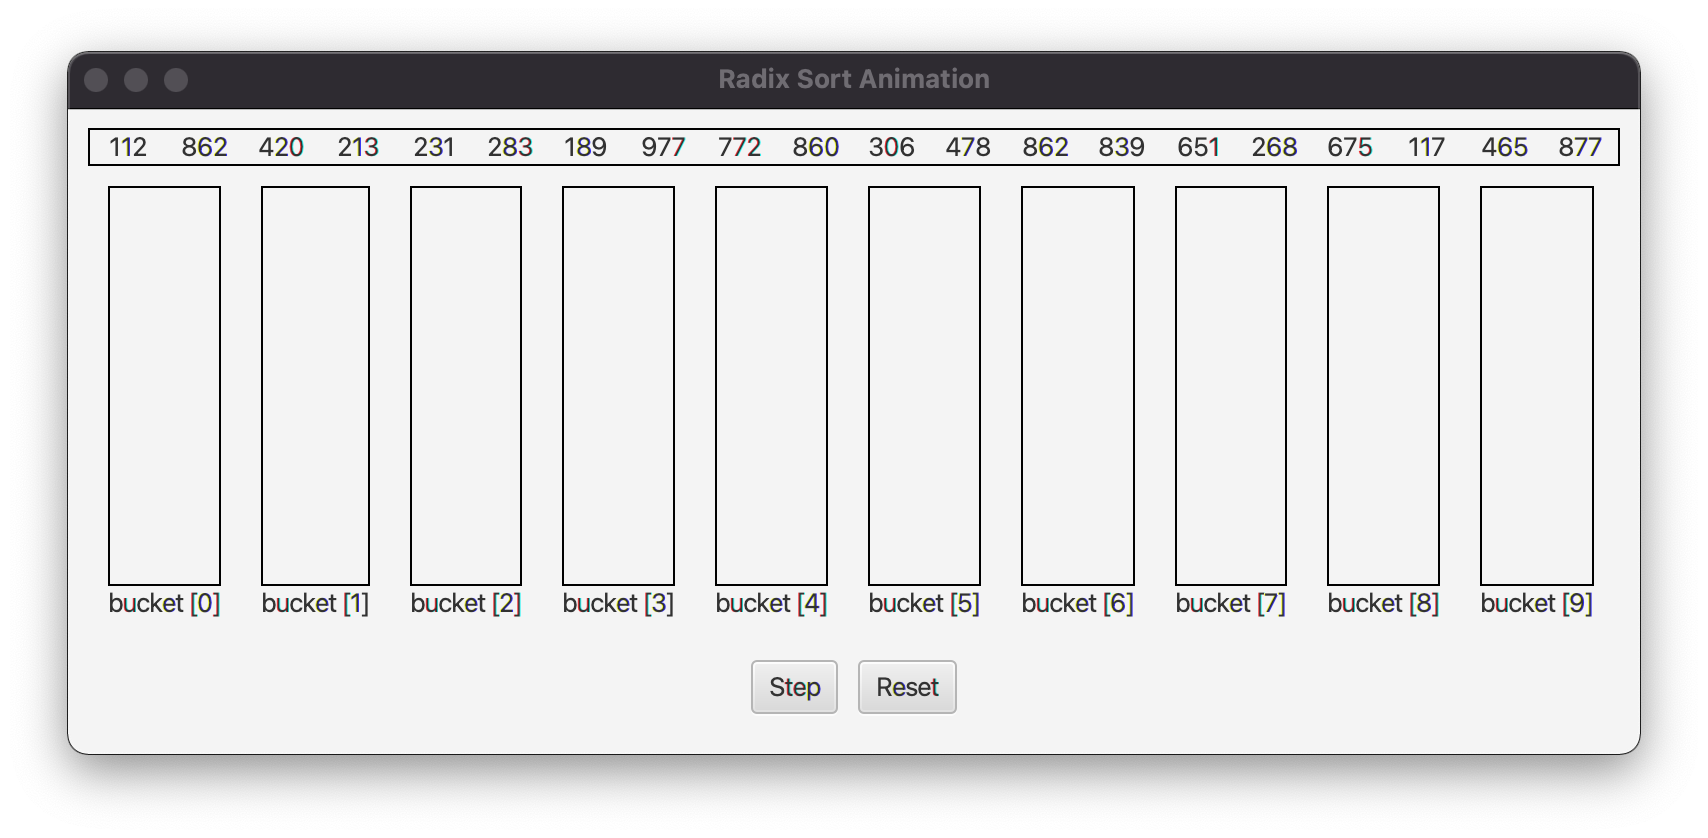 Radix Sort Animation
112 862 420 213 231 283 189 977 772 860 306 478 862 839 651 268 675 117 465 877
bucket [0] bucket [1] bucket [2] bucket [3] bucket [4] bucket [5] bucket [6] bucket [7] bucket [8] bucket [9]
Step Reset